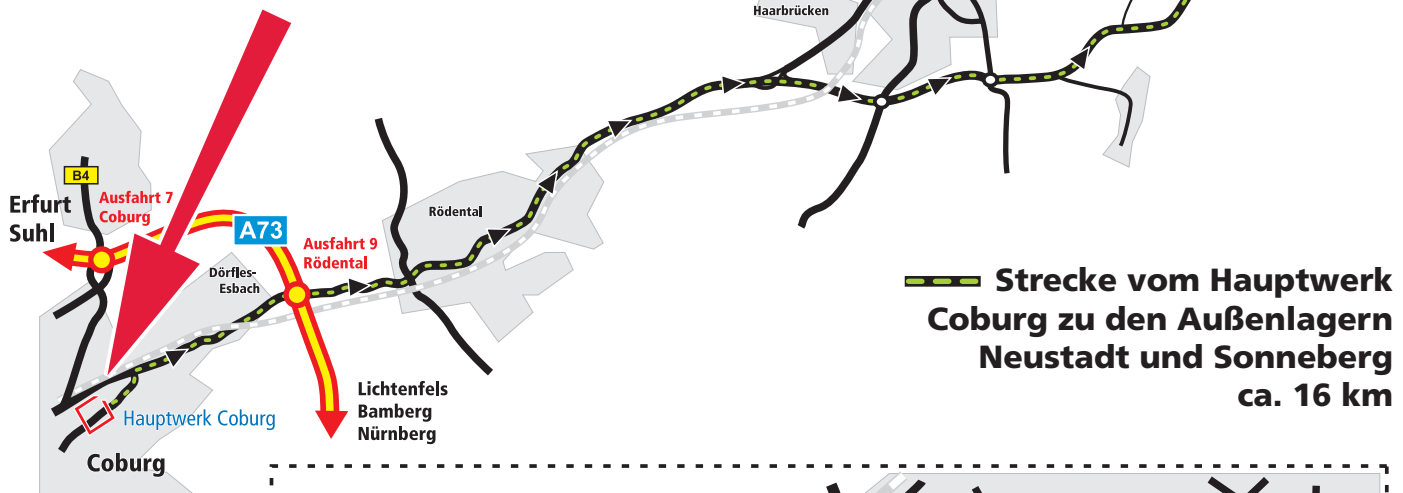 Haarbrücken
B4
Erfurt
Suhl
Ausfahrt 7
Coburg
A73
Ausfahrt 9
Rödental
Rödental
Dörfles-
Esbach
Strecke vom Hauptwerk
Coburg zu den Außenlagern
Neustadt und Sonneberg
ca. 16 km
Lichtenfels
Bamberg
Nürnberg
Hauptwerk Coburg
Coburg